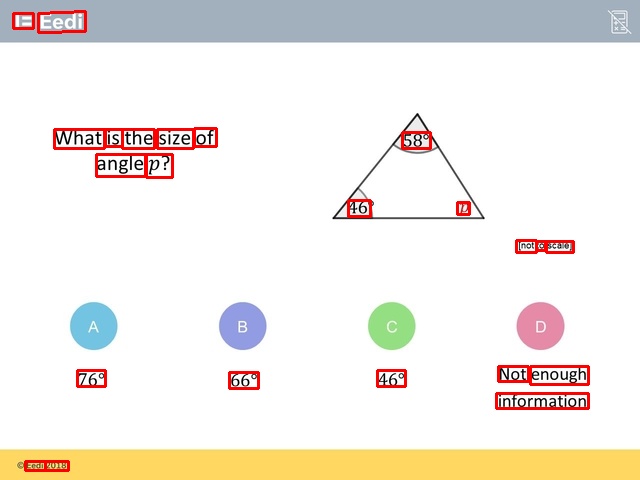 Eedi
What is the size of
angle p?
58°
46°
p
[not to scale]
A
B
C
D
76°
66°
46°
Not enough
information
© Eedi 2018